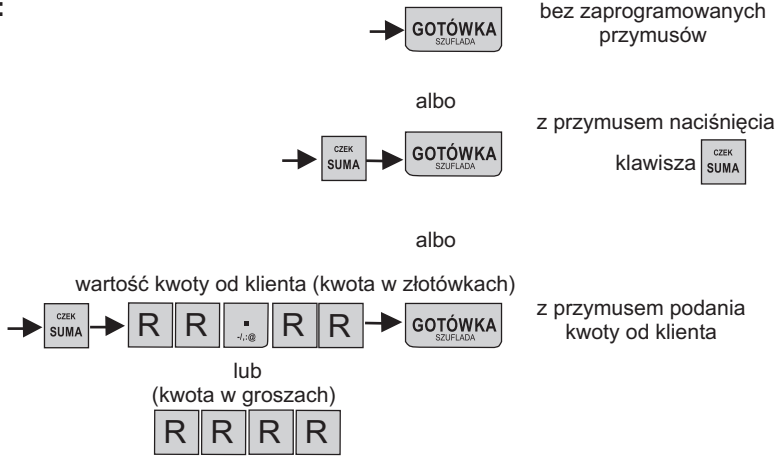 :
GOTÓWKA
SZUFLADA
bez zaprogramowanych
przymusów
albo
CZEK
SUMA
GOTÓWKA
SZUFLADA
z przymusem naciśnięcia
klawisza
CZEK
SUMA
albo
wartość kwoty od klienta (kwota w złotówkach)
CZEK
SUMA
R R . R R
-/,:@
GOTÓWKA
SZUFLADA
z przymusem podania
kwoty od klienta
lub
(kwota w groszach)
R R R R